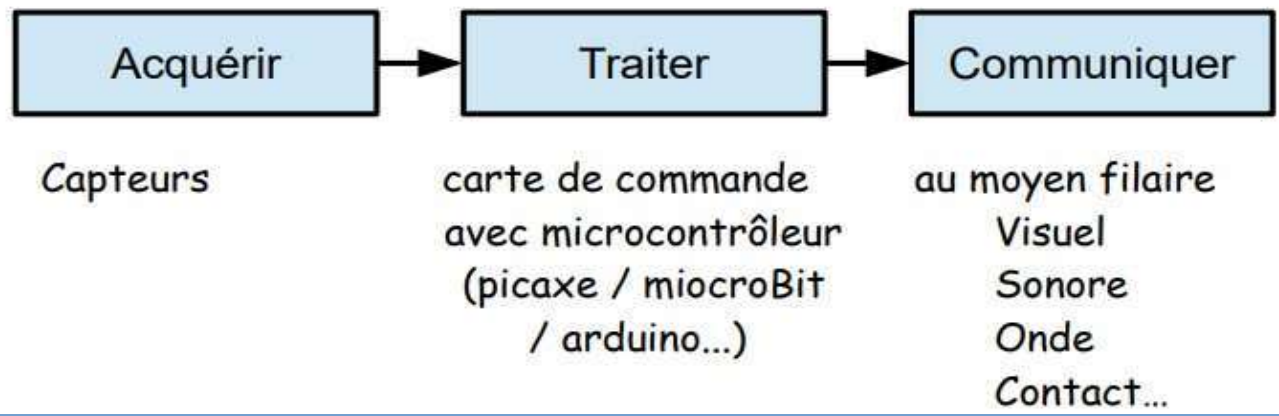 Acquérir
Traiter
Communiquer
Capteurs
carte de commande
avec microcontrôleur
(picaxe / miocroBit
/ arduino...)
au moyen filaire
Visuel
Sonore
Onde
Contact...